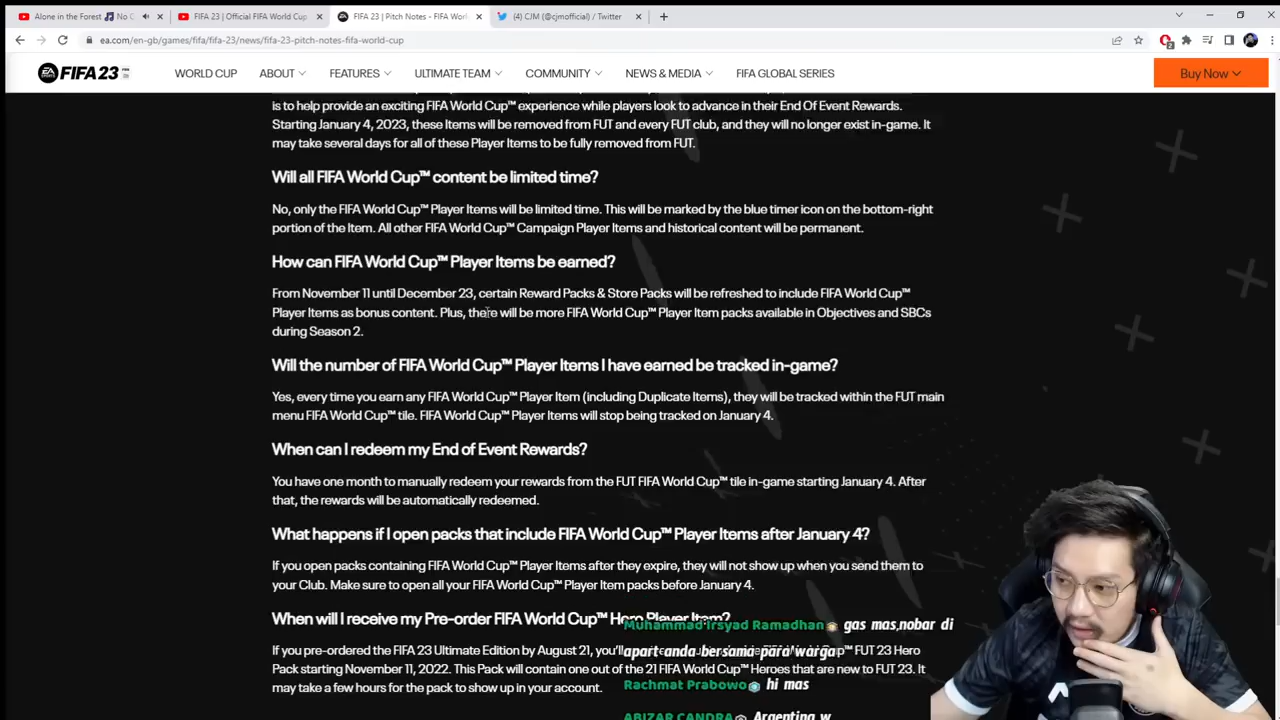 Alone in the Forest 🎵 No C
FIFA 23 | Official FIFA World Cup
FIFA 23 | Pitch Notes - FIFA Worl
(4) CJM (@cjmofficial) / Twitter
ea.com/en-gb/games/fifa/fifa-23/news/fifa-23-pitch-notes-fifa-world-cup
FIFA 23 WORLD CUP ABOUT FEATURES ULTIMATE TEAM COMMUNITY NEWS & MEDIA FIFA GLOBAL SERIES Buy Now
is to help provide an exciting FIFA World Cup™ experience while players look to advance in their End Of Event Rewards.
Starting January 4, 2023, these Items will be removed from FUT and every FUT club, and they will no longer exist in-game. It
may take several days for all of these Player Items to be fully removed from FUT.
Will all FIFA World Cup™ content be limited time?
No, only the FIFA World Cup™ Player Items will be limited time. This will be marked by the blue timer icon on the bottom-right
portion of the Item. All other FIFA World Cup™ Campaign Player Items and historical content will be permanent.
How can FIFA World Cup™ Player Items be earned?
From November 11 until December 23, certain Reward Packs & Store Packs will be refreshed to include FIFA World Cup™
Player Items as bonus content. Plus, there will be more FIFA World Cup™ Player Item packs available in Objectives and SBCs
during Season 2.
Will the number of FIFA World Cup™ Player Items I have earned be tracked in-game?
Yes, every time you earn any FIFA World Cup™ Player Item (including Duplicate Items), they will be tracked within the FUT main
menu FIFA World Cup™ tile. FIFA World Cup™ Player Items will stop being tracked on January 4.
When can I redeem my End of Event Rewards?
You have one month to manually redeem your rewards from the FUT FIFA World Cup™ tile in-game starting January 4. After
that, the rewards will be automatically redeemed.
What happens if I open packs that include FIFA World Cup™ Player Items after January 4?
If you open packs containing FIFA World Cup™ Player Items after they expire, they will not show up when you send them to
your Club. Make sure to open all your FIFA World Cup™ Player Item packs before January 4.
When will I receive my Pre-order FIFA World Cup™ Hero Player Item?
If you pre-ordered the FIFA 23 Ultimate Edition by August 21, you'll Cup™ FUT 23 Hero
Pack starting November 11, 2022. This Pack will contain one out of the 21 FIFA World Cup™ Heroes that are new to FUT 23. It
may take a few hours for the pack to show up in your account.
Muhammad Irsyad Ramadhan gas mas,nobar di
apart anda bersama para warga
Rachmat Prabowo hi mas
ABIZAR CANDRA Argentina w